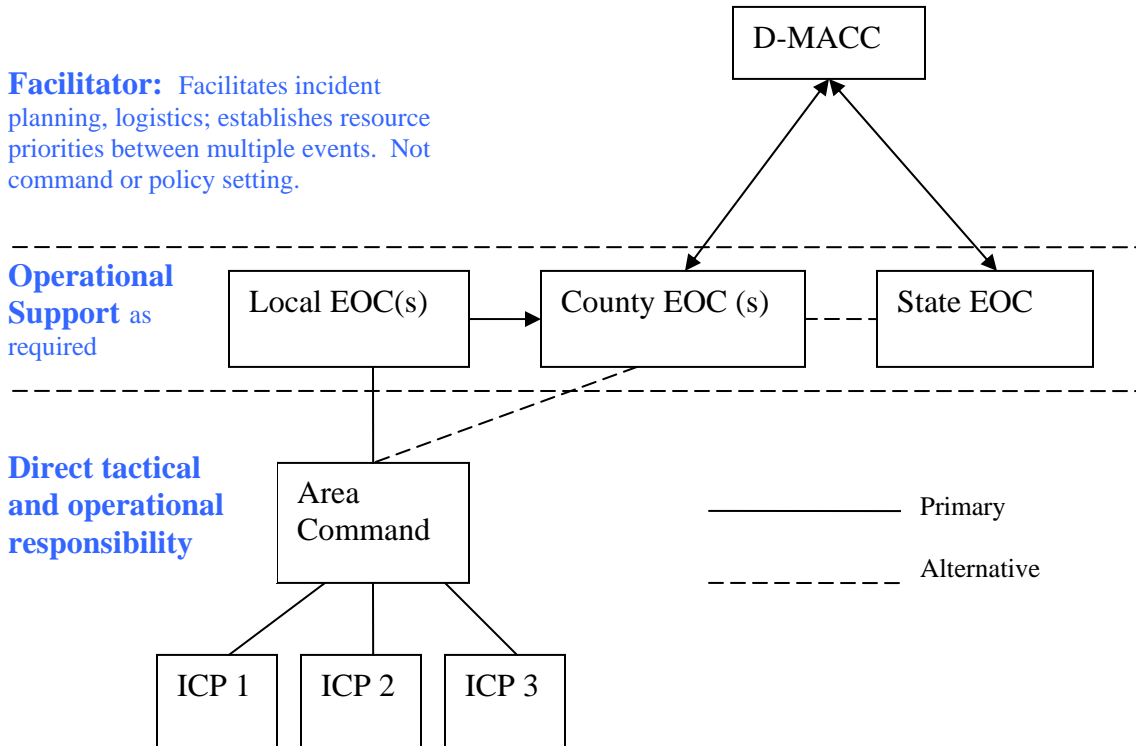 D-MACC
Facilitator: Facilitates incident
planning, logistics; establishes resource
priorities between multiple events. Not
command or policy setting.
Operational
Support as
required
Local EOC(s)
County EOC (s)
State EOC
Direct tactical
and operational
responsibility
Area
Command
Primary
Alternative
ICP 1
ICP 2
ICP 3